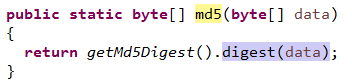 public static byte[] md5(byte[] data)
{
  return getMd5Digest().digest(data);
}